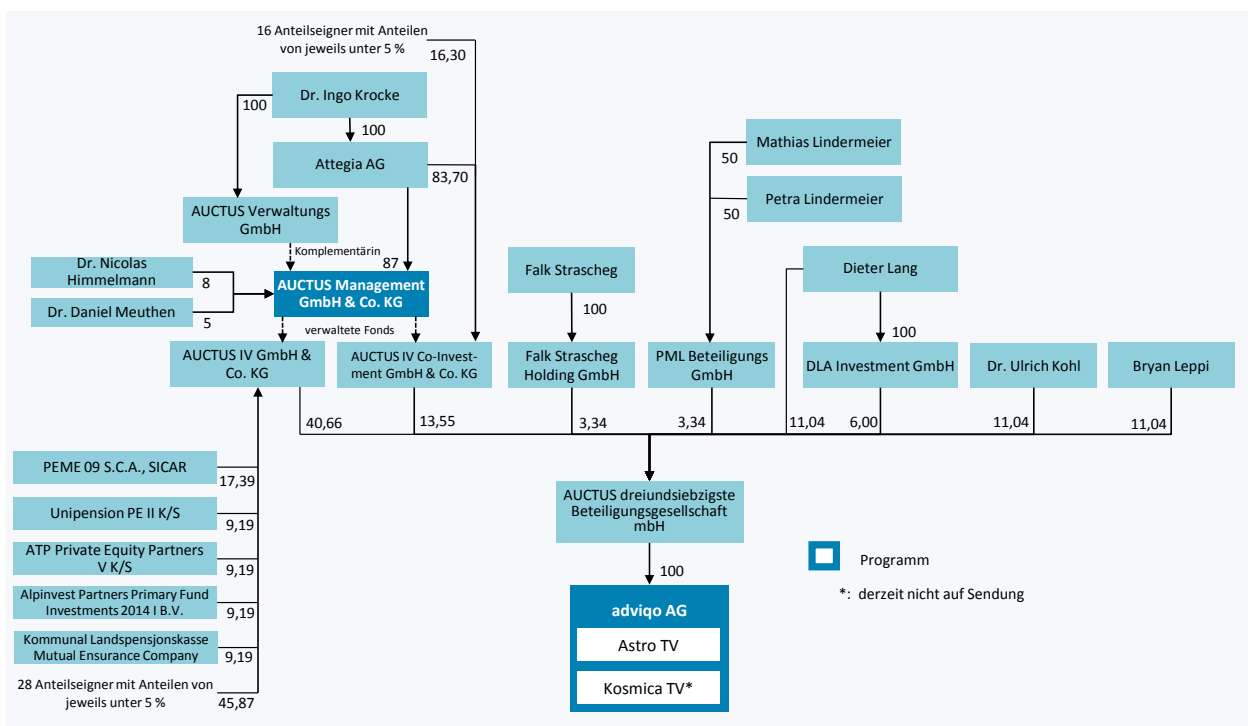 16 Anteilseigner mit Anteilen
von jeweils unter 5 %
16,30
Dr. Ingo Krocke
100
100
Attegia AG
83,70
Mathias Lindermeier
50
Petra Lindermeier
50
AUCTUS Verwaltungs
GmbH
Komplementärin
87
Dr. Nicolas
Himmelmann
8
Dr. Daniel Meuthen
5
AUCTUS Management
GmbH & Co. KG
verwaltete Fonds
Falk Strascheg
100
Dieter Lang
100
AUCTUS IV GmbH &
Co. KG
AUCTUS IV Co-Invest-
ment GmbH & Co. KG
Falk Strascheg
Holding GmbH
PML Beteiligungs
GmbH
DLA Investment GmbH
Dr. Ulrich Kohl
Bryan Leppi
40,66
13,55
3,34
3,34
11,04
6,00
11,04
11,04
PEME 09 S.C.A., SICAR
17,39
Unipension PE II K/S
9,19
ATP Private Equity Partners
V K/S
9,19
Alpinvest Partners Primary Fund
Investments 2014 I B.V.
9,19
Kommunal Landspensjonskasse
Mutual Ensurance Company
9,19
28 Anteilseigner mit Anteilen von
jeweils unter 5 %
45,87
AUCTUS dreiundsiebzigste
Beteiligungsgesellschaft
mbH
100
adviqo AG
Astro TV
Kosmica TV*
Programm
*: derzeit nicht auf Sendung